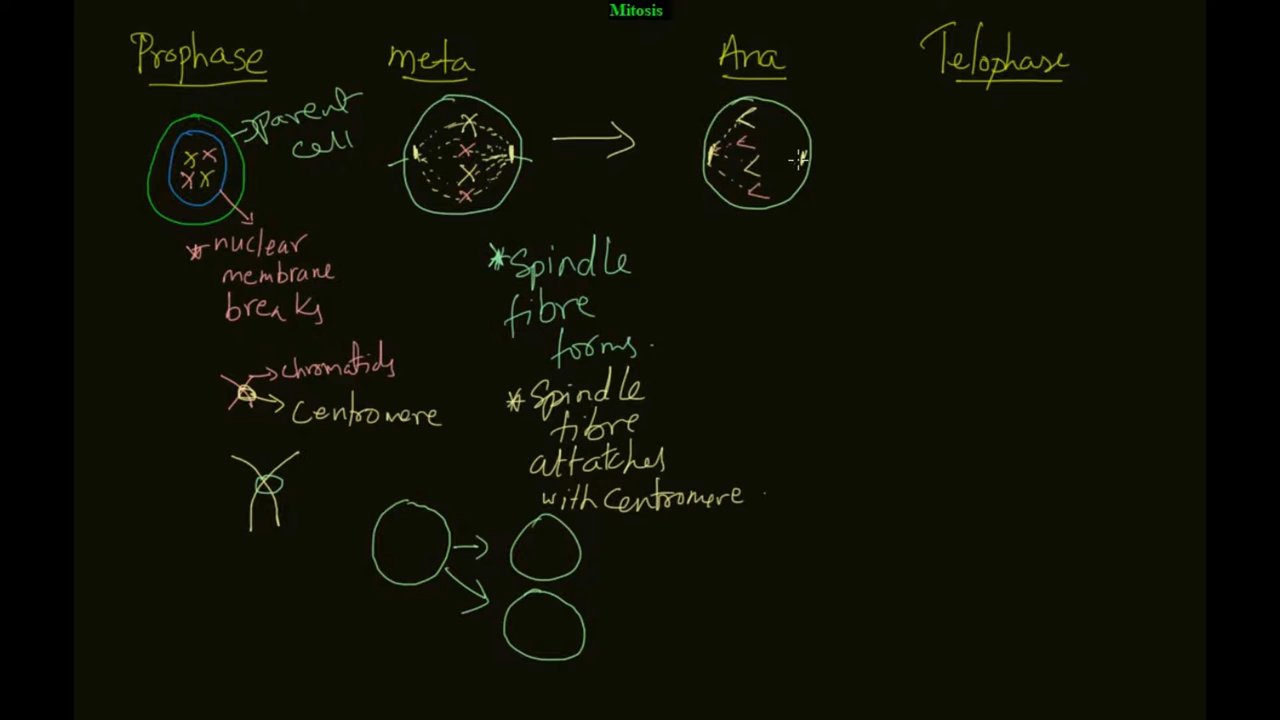 Mitosis
Prophase
meta
Ana
Telophase
parent
cell
*nuclear
membrane
breaks
chromatids
Centromere
*Spindle
fibre
forms.
*Spindle
fibre
attatches
with Centromere.